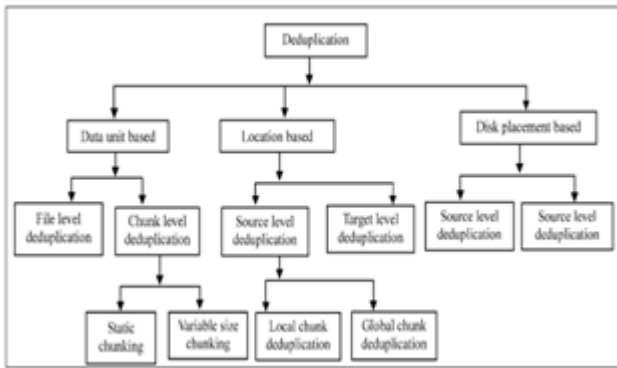 Deduplication
Data unit based
Location based
Disk placement based
File level
deduplication
Chunk level
deduplication
Source level
deduplication
Target level
deduplication
Source level
deduplication
Source level
deduplication
Static
chunking
Variable size
chunking
Local chunk
deduplication
Global chunk
deduplication